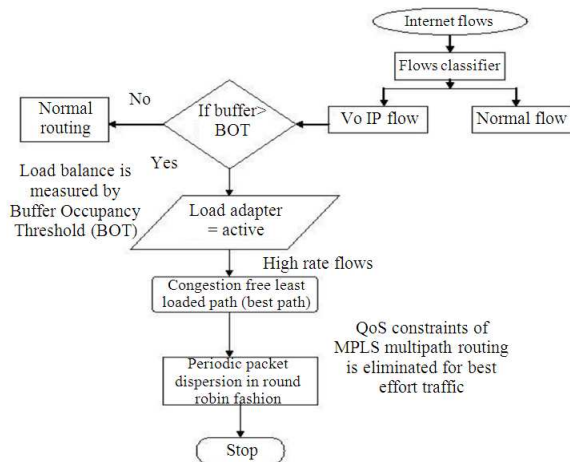 Internet flows
Flows classifier
Vo IP flow
Normal flow
If buffer>
BOT
No
Normal
routing
Yes
Load balance is
measured by
Buffer Occupancy
Threshold (BOT)
Load adapter
= active
High rate flows
Congestion free least
loaded path (best path)
QoS constraints of
MPLS multipath routing
is eliminated for best
effort traffic
Periodic packet
dispersion in round
robin fashion
Stop